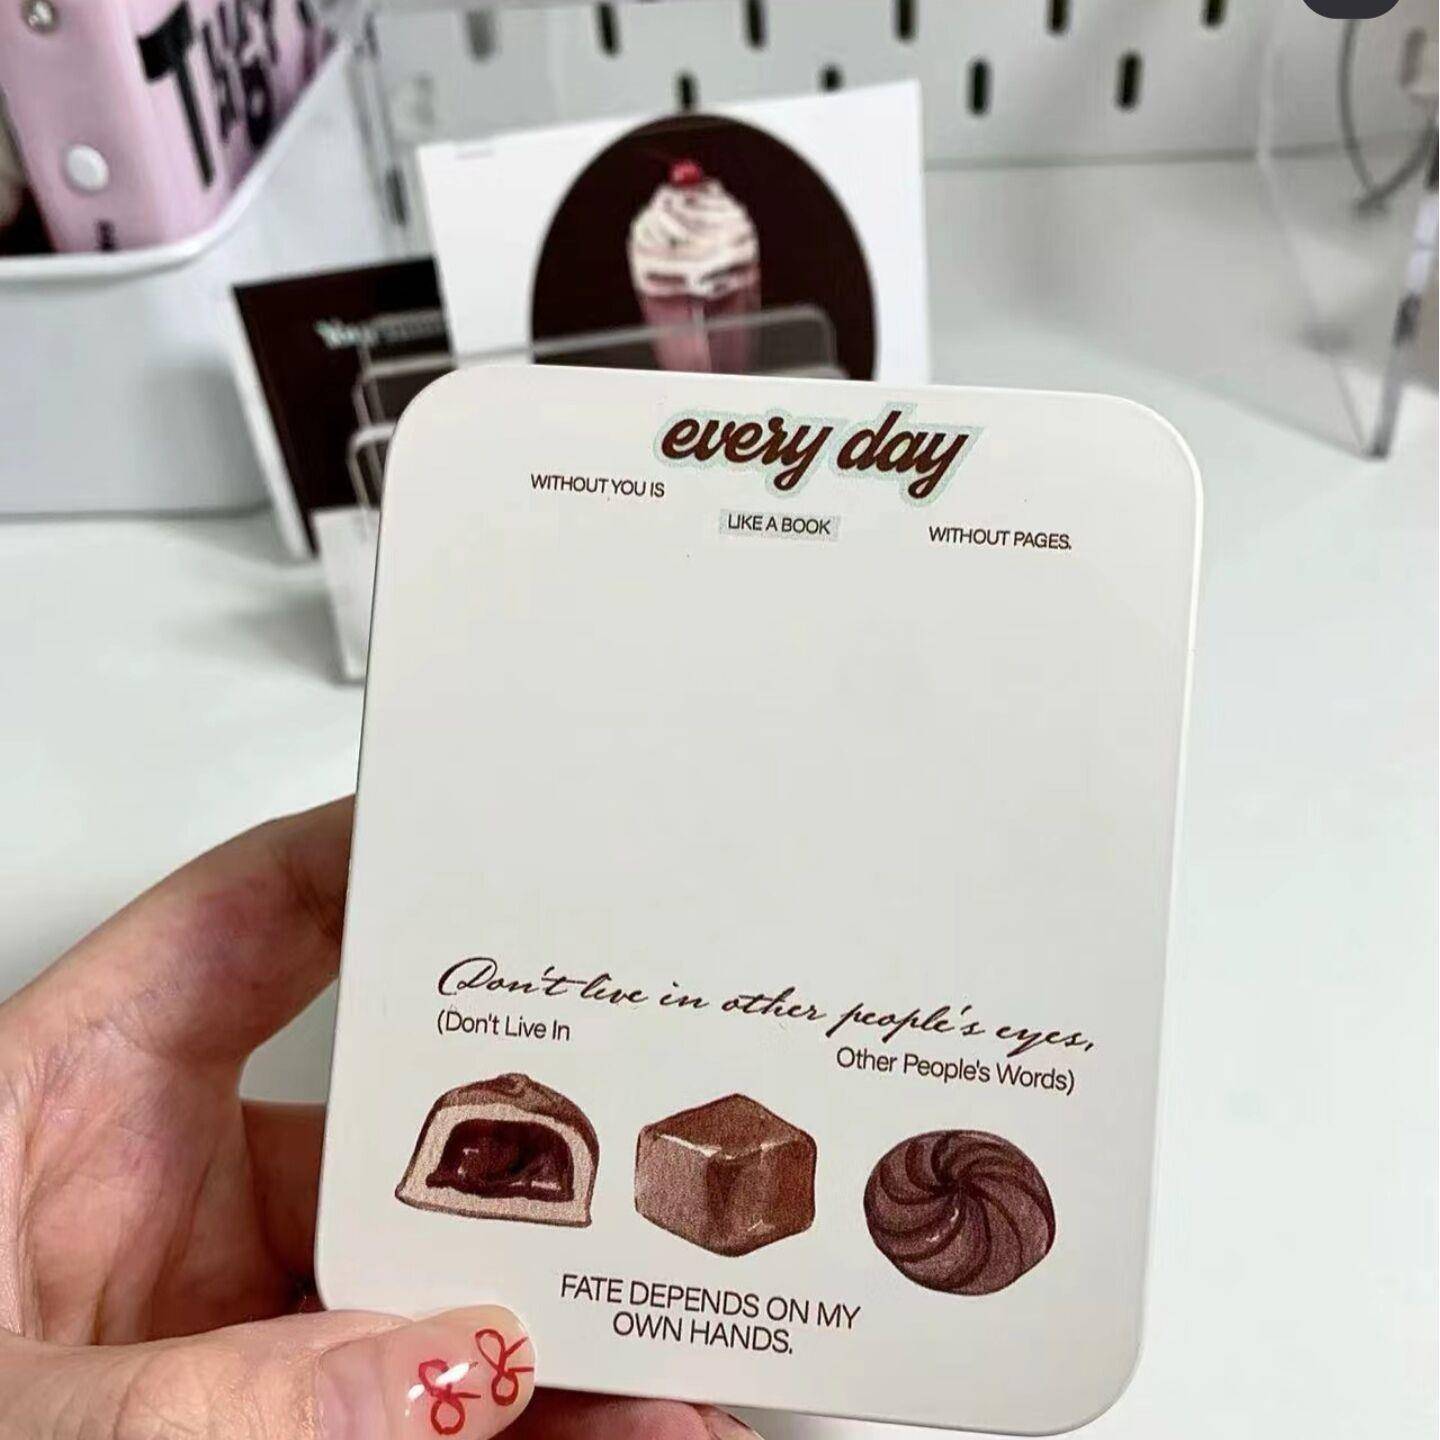 every day
WITHOUT YOU IS
LIKE A BOOK
WITHOUT PAGES.
Don't live in other people's eyes,
(Don't Live In
Other People's Words)
FATE DEPENDS ON MY
OWN HANDS.